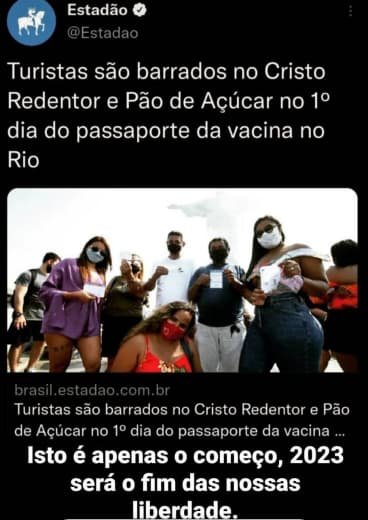 Estadão
@Estadao
Turistas são barrados no Cristo
Redentor e Pão de Açúcar no 1º
dia do passaporte da vacina no
Rio
brasil.estadao.com.br
Turistas são barrados no Cristo Redentor e Pão
de Açúcar no 1º dia do passaporte da vacina ...
Isto é apenas o começo, 2023
será o fim das nossas
liberdade.